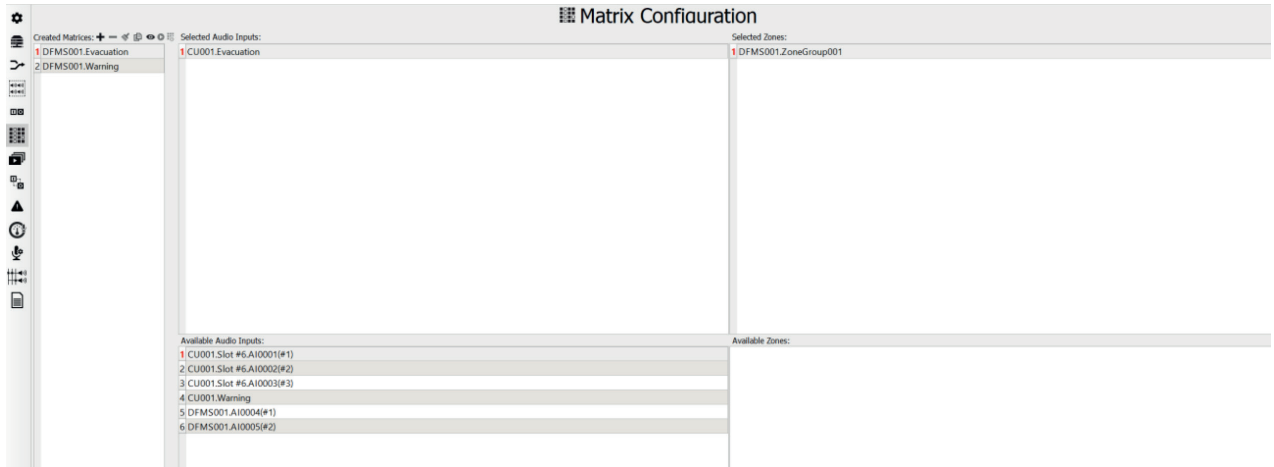 Matrix Configuration
Created Matrices:
1 DFMS001.Evacuation
2 DFMS001.Warning
Selected Audio Inputs:
1 CU001.Evacuation
Selected Zones:
1 DFMS001.ZoneGroup001
Available Audio Inputs:
1 CU001.Slot #6.AI0001(#1)
2 CU001.Slot #6.AI0002(#2)
3 CU001.Slot #6.AI0003(#3)
4 CU001.Warning
5 DFMS001.AI0004(#1)
6 DFMS001.AI0005(#2)
Available Zones: